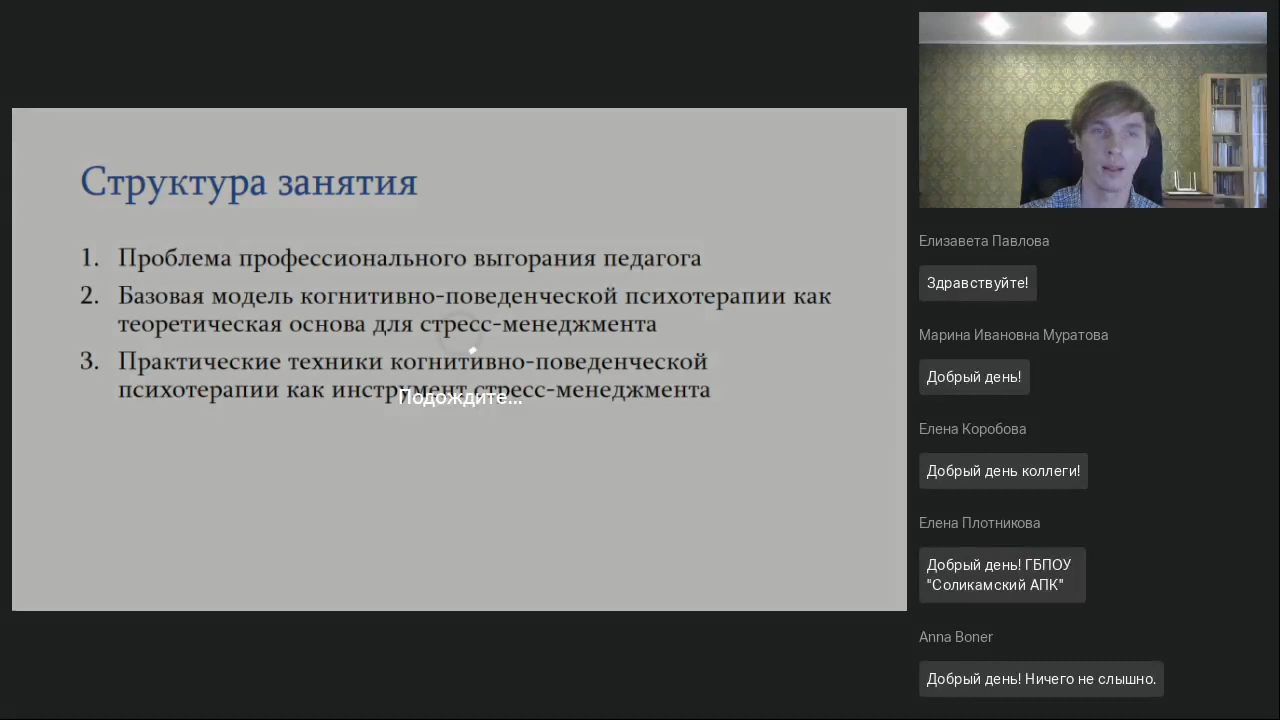 Структура занятия
1. Проблема профессионального выгорания педагога
2. Базовая модель когнитивно-поведенческой психотерапии как
теоретическая основа для стресс-менеджмента
3. Практические техники когнитивно-поведенческой
психотерапии как инструмент стресс-менеджмента
Подождите...
Елизавета Павлова
Здравствуйте!
Марина Ивановна Муратова
Добрый день!
Елена Коробова
Добрый день коллеги!
Елена Плотникова
Добрый день! ГБПОУ
"Соликамский АПК"
Anna Boner
Добрый день! Ничего не слышно.